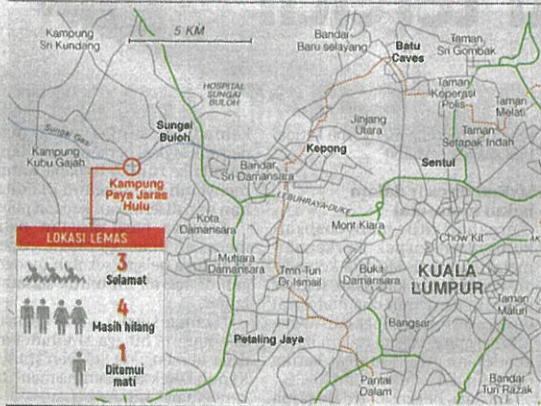 5 KM
Kampung
Sri Kundang
Bandar
Baru selayang
Batu
Caves
Taman
Sri Gombak
HOSPITAL
SUNGAI
BULOH
Taman
Koperasi
Polis
Taman
Melati
Sungai
Sungai
Buloh
Jinjang
Utara
Taman
Setapak Indah
Kampung
Kubu Gajah
Kepong
Bandar
Sri Damansara
Sentul
Kampung
Paya Jaras
Hulu
LEBUHRAYA-DUKE
Kota
Damansara
Mont Kiara
Chow Kit
LOKASI LEMAS
3
Selamat
4
Masih hilang
1
Ditemui
mati
Mutiara
Damansara
Tmn Tun
Dr Ismail
Bukit
Damansara
KUALA
LUMPUR
Taman
Maluri
Bangsar
Petaling Jaya
Pantai
Dalam
Bandar
Tun Razak